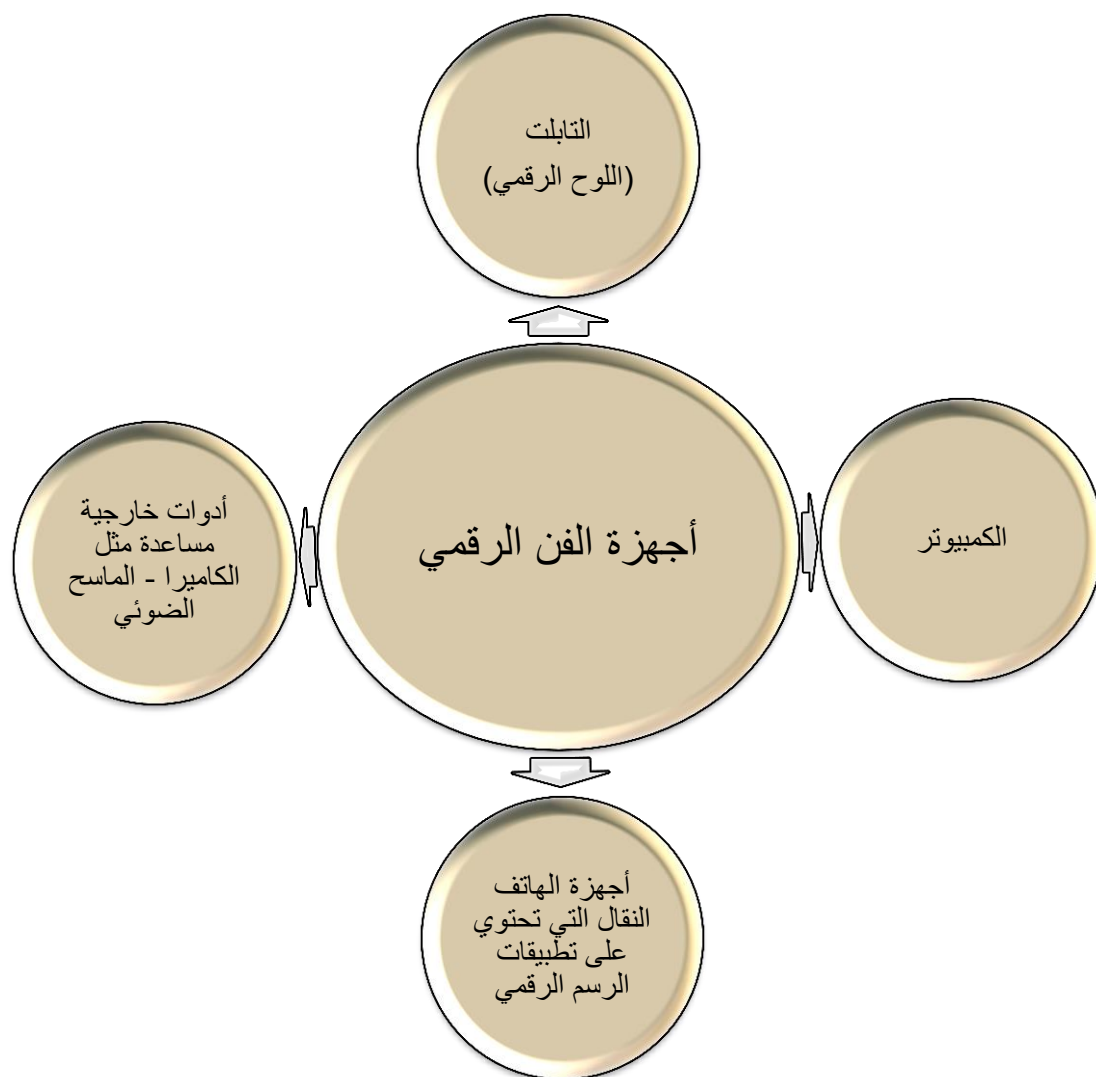 التابلت
(اللوح الرقمي)
أجهزة الفن الرقمي
الكمبيوتر
أدوات خارجية
مساعدة مثل
الكاميرا - الماسح
الضوئي
أجهزة الهاتف
النقال التي تحتوي
على تطبيقات
الرسم الرقمي